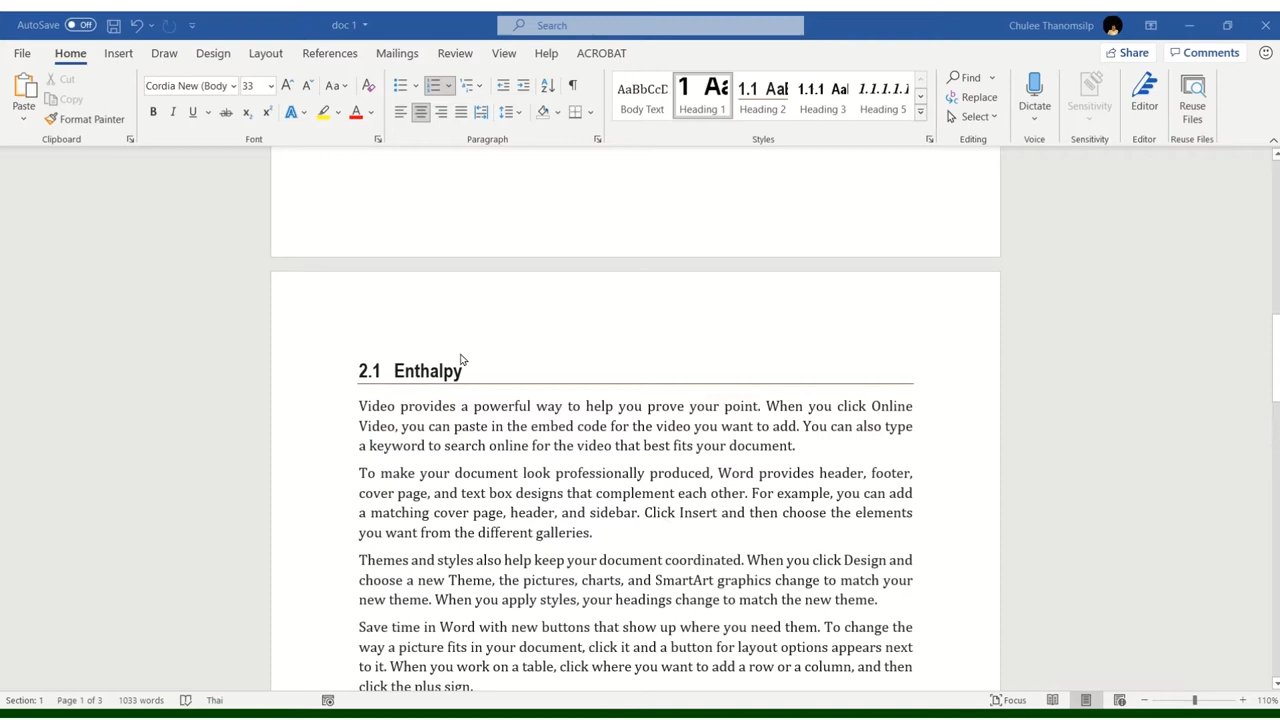 AutoSave Off doc 1 Search Chulee Thanomsilp
File Home Insert Draw Design Layout References Mailings Review View Help ACROBAT Share Comments
Cut
Copy
Paste
Format Painter
Cordia New (Body 33
Aa
B I U ab x₂ x² A A
AaBbCcD 1 Aa 1.1 AaB 1.1.1 Aal 1.1.1.1.1
Body Text Heading 1 Heading 2 Heading 3 Heading 5
Find
Replace
Select
Dictate Sensitivity Editor Reuse Files
Clipboard Font Paragraph Styles Editing Voice Sensitivity Editor Reuse Files
2.1 Enthalpy
Video provides a powerful way to help you prove your point. When you click Online
Video, you can paste in the embed code for the video you want to add. You can also type
a keyword to search online for the video that best fits your document.
To make your document look professionally produced, Word provides header, footer,
cover page, and text box designs that complement each other. For example, you can add
a matching cover page, header, and sidebar. Click Insert and then choose the elements
you want from the different galleries.
Themes and styles also help keep your document coordinated. When you click Design and
choose a new Theme, the pictures, charts, and SmartArt graphics change to match your
new theme. When you apply styles, your headings change to match the new theme.
Save time in Word with new buttons that show up where you need them. To change the
way a picture fits in your document, click it and a button for layout options appears next
to it. When you work on a table, click where you want to add a row or a column, and then
click the plus sign.
Section: 1 Page 1 of 3 1033 words Thai Focus 110%